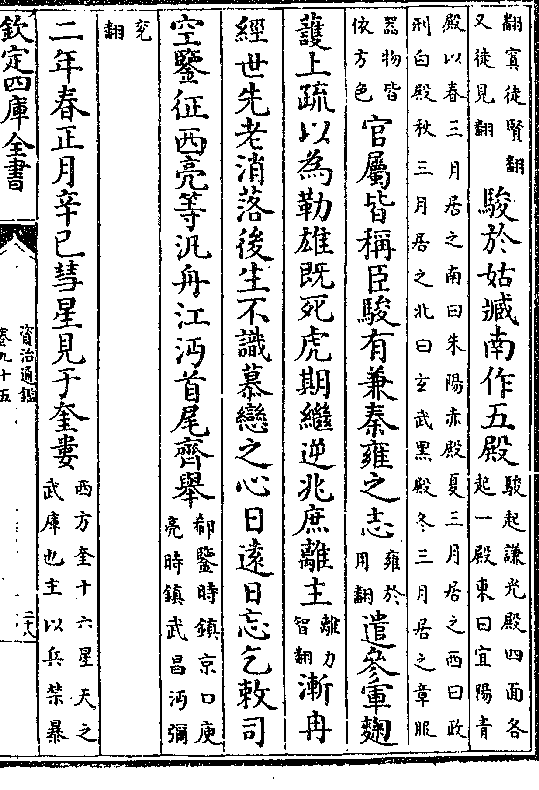 翻賓徒賢翻
又徒見翻
駿於姑臧南作五殿
駿起謙光殿四面各
起一殿東曰宜陽青
殿以春三月居之南曰朱陽赤殿夏三月居之西曰政
刑白殿秋三月居之北曰玄武黑殿冬三月居之章服
器物皆
依方色
官屬皆稱臣駿有兼秦雍之志
雍於
用翻
遣參軍麴
䕶上疏以為勒雄既死虎期繼逆兆庶離主
離力
智翻
漸冉
經世先老消落後生不識慕戀之心日逺日忘乞敕司
空鑒征西亮等汎舟江沔首尾齊舉
郗鑒時鎮京口庾
亮時鎮武昌沔彌
兖
翻
二年春正月辛巳彗星見于奎婁
西方奎十六星天之
武庫也主以兵禁暴
欽定四庫全書
資治通鑑
卷九十五